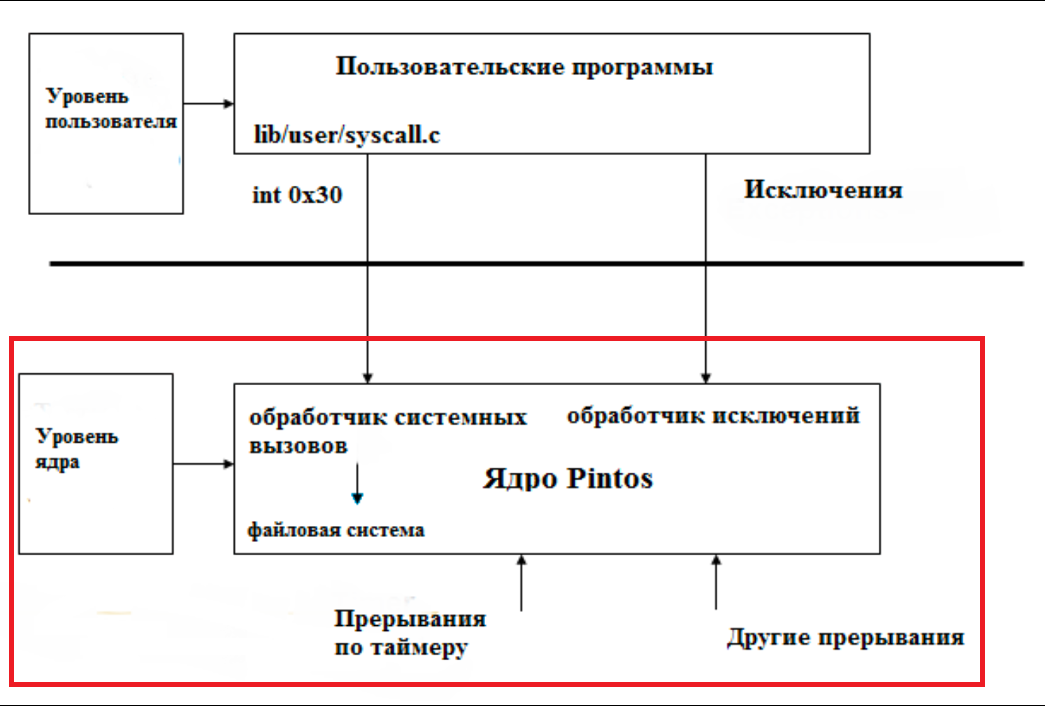 Пользовательские программы
Уровень
пользователя
lib/user/syscall.c
int 0x30
Исключения
обработчик системных
вызовов
обработчик исключений
Уровень
ядра
Ядро Pintos
файловая система
Прерывания
по таймеру
Другие прерывания